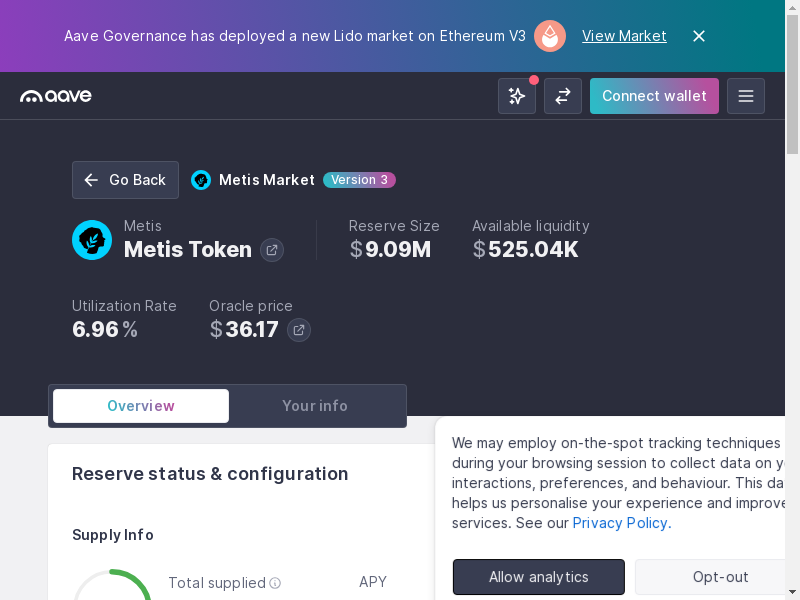 Aave Governance has deployed a new Lido market on Ethereum V3 View Market
aave
Connect wallet
Go Back
Metis Market
Version 3
Metis
Metis Token
Reserve Size
$9.09M
Available liquidity
$525.04K
Utilization Rate
6.96%
Oracle price
$36.17
Overview
Your info
Reserve status & configuration
Supply Info
Total supplied
APY
We may employ on-the-spot tracking techniques
during your browsing session to collect data on
interactions, preferences, and behaviour. This
helps us personalise your experience and improve
services. See our Privacy Policy.
Allow analytics
Opt-out